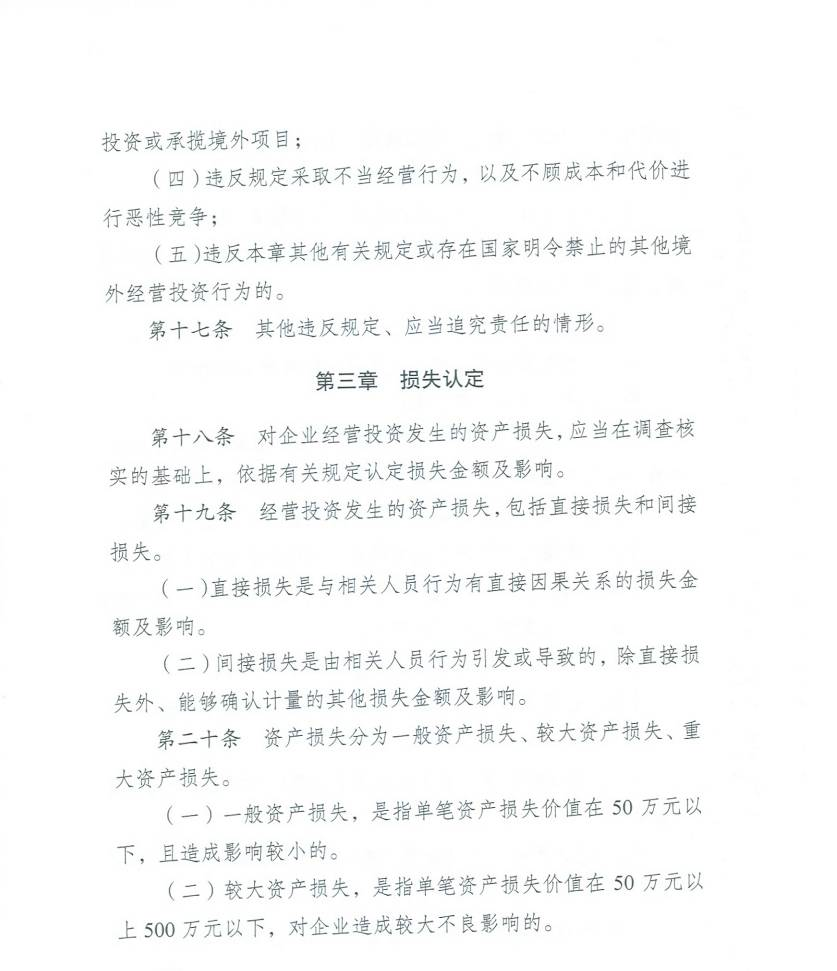 投资或承揽境外项目；
（四）违反规定采取不当经营行为，以及不顾成本和代价进
行恶性竞争；
（五）违反本章其他有关规定或存在国家明令禁止的其他境
外经营投资行为的。
第十七条　其他违反规定、应当追究责任的情形。
第三章　损失认定
第十八条　对企业经营投资发生的资产损失，应当在调查核
实的基础上，依据有关规定认定损失金额及影响。
第十九条　经营投资发生的资产损失，包括直接损失和间接
损失。
（一）直接损失是与相关人员行为有直接因果关系的损失金
额及影响。
（二）间接损失是由相关人员行为引发或导致的，除直接损
失外、能够确认计量的其他损失金额及影响。
第二十条　资产损失分为一般资产损失、较大资产损失、重
大资产损失。
（一）一般资产损失，是指单笔资产损失价值在 50 万元以
下，且造成影响较小的。
（二）较大资产损失，是指单笔资产损失价值在 50 万元以
上 500 万元以下，对企业造成较大不良影响的。